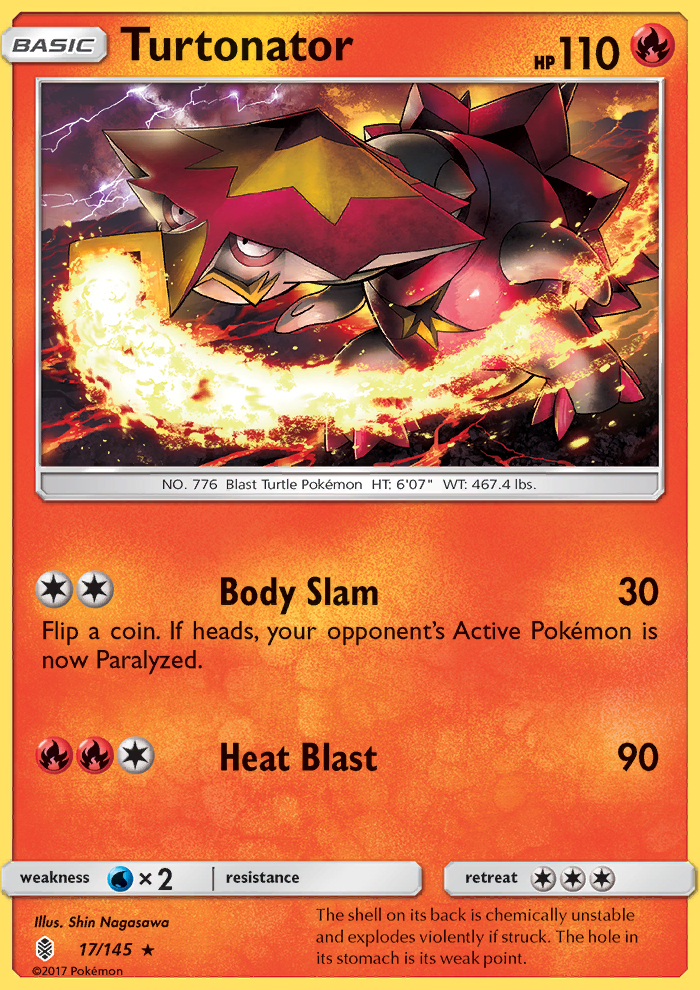 BASIC
Turtonator
HP 110
NO. 776 Blast Turtle Pokémon HT: 6'07" WT: 467.4 lbs.
Body Slam 30
Flip a coin. If heads, your opponent's Active Pokémon is
now Paralyzed.
Heat Blast 90
weakness × 2 resistance retreat
Illus. Shin Nagasawa
17/145 ★
©2017 Pokémon
The shell on its back is chemically unstable
and explodes violently if struck. The hole in
its stomach is its weak point.